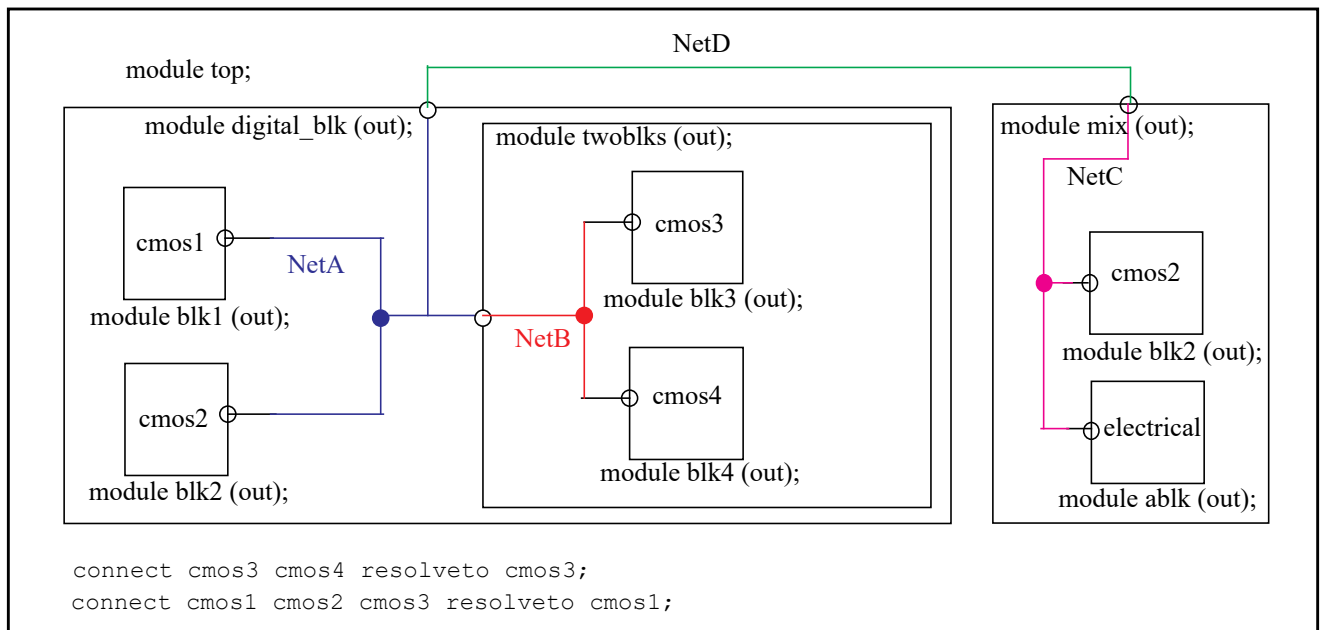 NetD
module top;
module digital_blk (out);
module twoblks (out);
module mix (out);
NetC
cmos1
NetA
module blk1 (out);
cmos2
module blk2 (out);
cmos3
module blk3 (out);
NetB
cmos4
module blk4 (out);
cmos2
module blk2 (out);
electrical
module ablk (out);
connect cmos3 cmos4 resolveto cmos3;
connect cmos1 cmos2 cmos3 resolveto cmos1;